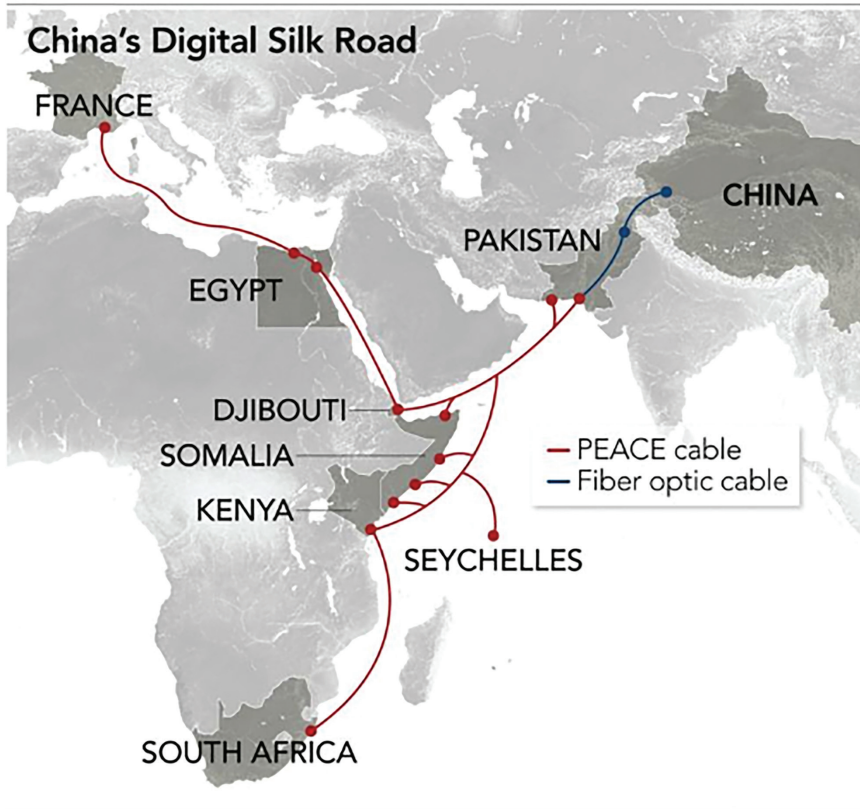 China's Digital Silk Road
FRANCE
CHINA
PAKISTAN
EGYPT
DJIBOUTI
SOMALIA
KENYA
PEACE cable
Fiber optic cable
SEYCHELLES
SOUTH AFRICA